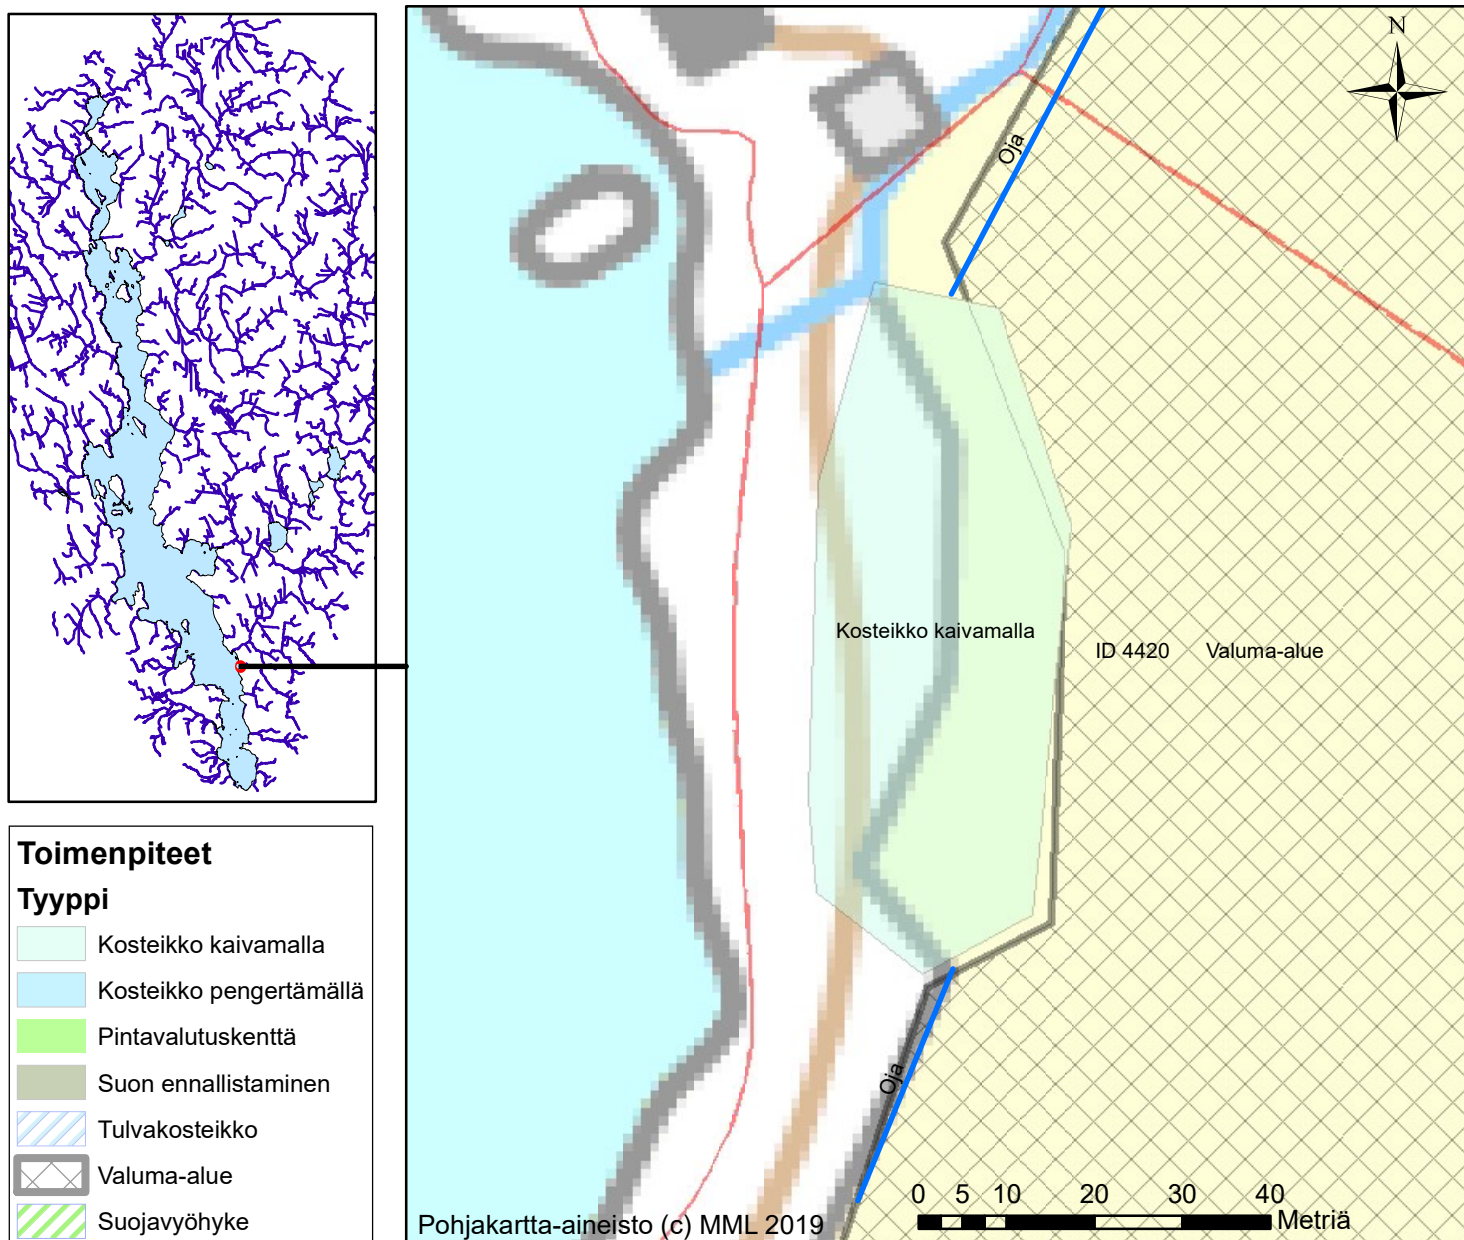 N
Oja
Kosteikko kaivamalla
ID 4420 Valuma-alue
Oja
0 5 10 20 30 40
Metriä
Pohjakartta-aineisto (c) MML 2019
Toimenpiteet
Tyyppi
Kosteikko kaivamalla
Kosteikko pengertämällä
Pintavalutuskenttä
Suon ennallistaminen
Tulvakosteikko
Valuma-alue
Suojavyöhyke